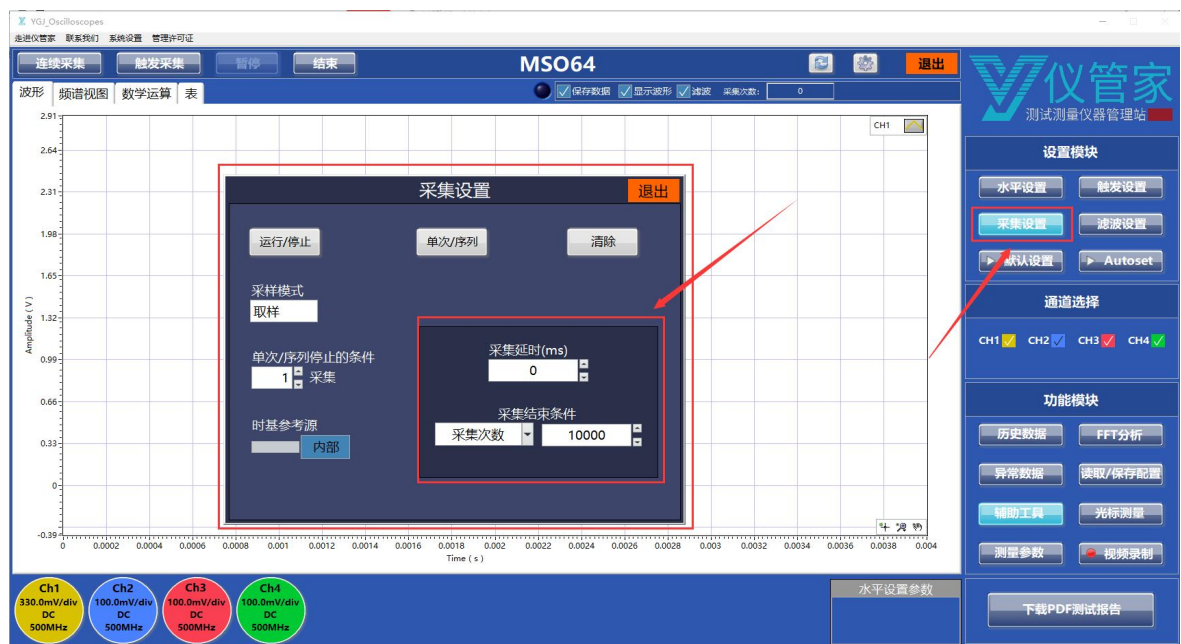 YGJ_Oscilloscopes
走进仪管家 联系我们 系统设置 管理许可证
连续采集 触发采集 暂停 结束 MSO64 退出
波形 频谱视图 数学运算 表 保存数据 显示波形 滤波 采集次数: 0
仪管家
测试测量仪器管理站
CH1
2.91
2.64
2.31
1.98
1.65
1.32
0.99
0.66
0.33
0
-0.39
Amplitude (V)
0 0.0002 0.0004 0.0006 0.0008 0.001 0.0012 0.0014 0.0016 0.0018 0.002 0.0022 0.0024 0.0026 0.0028 0.003 0.0032 0.0034 0.0036 0.0038 0.004
Time (s)
采集设置 退出
运行/停止 单次/序列 清除
采样模式
取样
单次/序列停止的条件
1 采集
时基参考源
内部
采集延时(ms)
0
采集结束条件
采集次数 10000
设置模块
水平设置 触发设置
采集设置 滤波设置
默认设置 Autoset
通道选择
CH1 CH2 CH3 CH4
功能模块
历史数据 FFT分析
异常数据 读取/保存配置
辅助工具 光标测量
测量参数 视频录制
下载PDF测试报告
Ch1
330.0mV/div
DC
500MHz
Ch2
100.0mV/div
DC
500MHz
Ch3
100.0mV/div
DC
500MHz
Ch4
100.0mV/div
DC
500MHz
水平设置参数